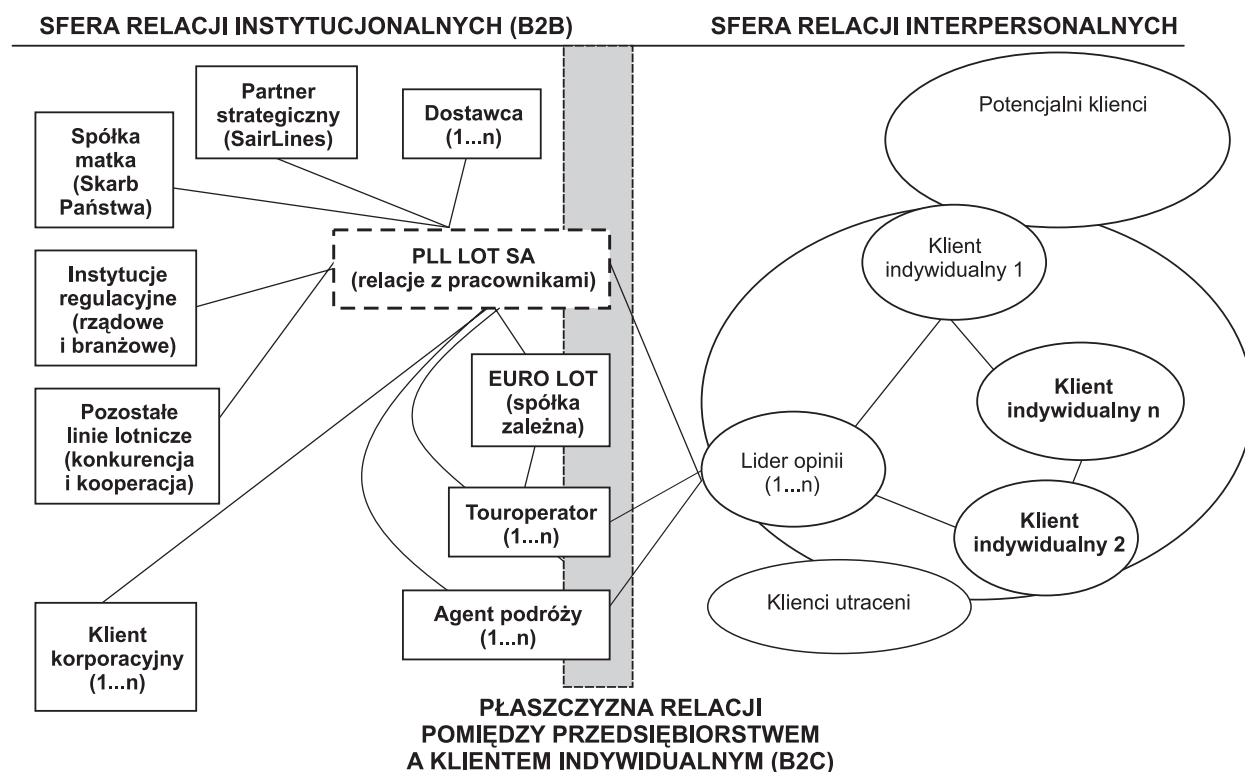 SFERA RELACJI INSTYTUCJONALNYCH (B2B)
SFERA RELACJI INTERPERSONALNYCH
Partner
strategiczny
(SairLines)
Dostawca
(1...n)
Spółka
matka
(Skarb
Państwa)
Potencjalni klienci
PLL LOT SA
(relacje z pracownikami)
Klient
indywidualny 1
Instytucje
regulacyjne
(rządowe
i branżowe)
EURO LOT
(spółka
zależna)
Klient
indywidualny n
Pozostałe
linie lotnicze
(konkurencja
i kooperacja)
Lider opinii
(1...n)
Touroperator
(1...n)
Klient
indywidualny 2
Agent podróży
(1...n)
Klienci utraceni
Klient
korporacyjny
(1...n)
PŁASZCZYZNA RELACJI
POMIĘDZY PRZEDSIĘBIORSTWEM
A KLIENTEM INDYWIDUALNYM (B2C)